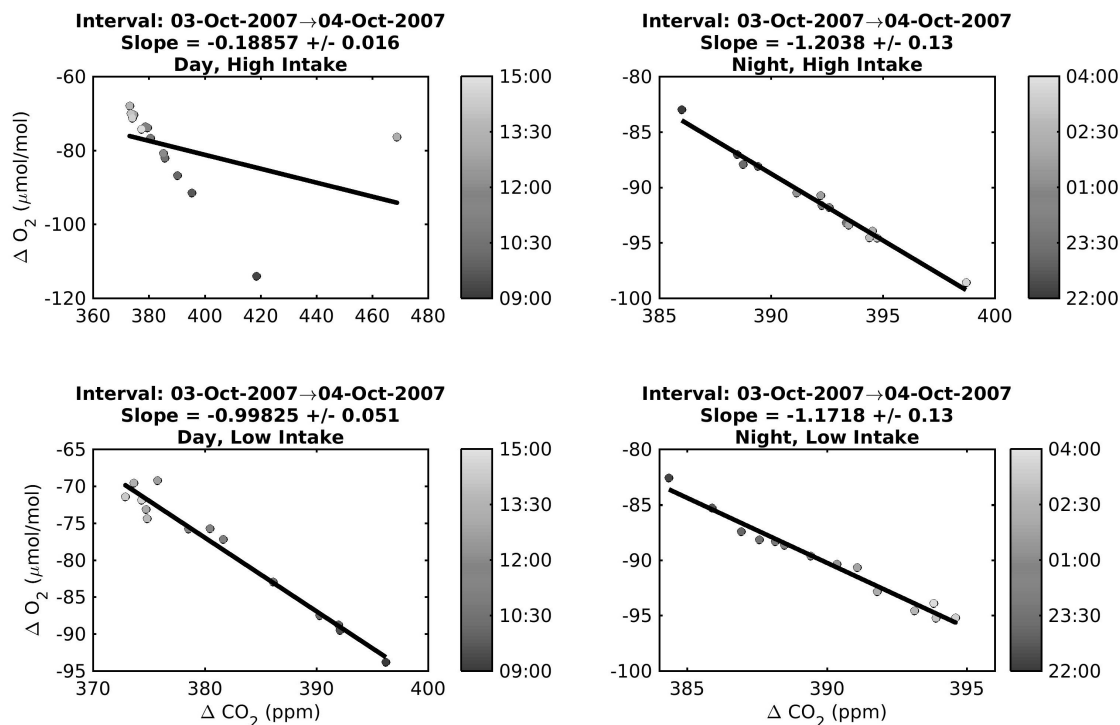 Interval: 03-Oct-2007→04-Oct-2007
Slope = -0.18857 +/- 0.016
Day, High Intake
-60
-80
-100
-120
Δ O2 (μmol/mol)
360 380 400 420 440 460 480
15:00
13:30
12:00
10:30
09:00
Interval: 03-Oct-2007→04-Oct-2007
Slope = -1.2038 +/- 0.13
Night, High Intake
-80
-85
-90
-95
-100
385 390 395 400
04:00
02:30
01:00
23:30
22:00
Interval: 03-Oct-2007→04-Oct-2007
Slope = -0.99825 +/- 0.051
Day, Low Intake
-65
-70
-75
-80
-85
-90
-95
Δ O2 (μmol/mol)
370 380 390 400
Δ CO2 (ppm)
15:00
13:30
12:00
10:30
09:00
Interval: 03-Oct-2007→04-Oct-2007
Slope = -1.1718 +/- 0.13
Night, Low Intake
-80
-85
-90
-95
-100
385 390 395
Δ CO2 (ppm)
04:00
02:30
01:00
23:30
22:00